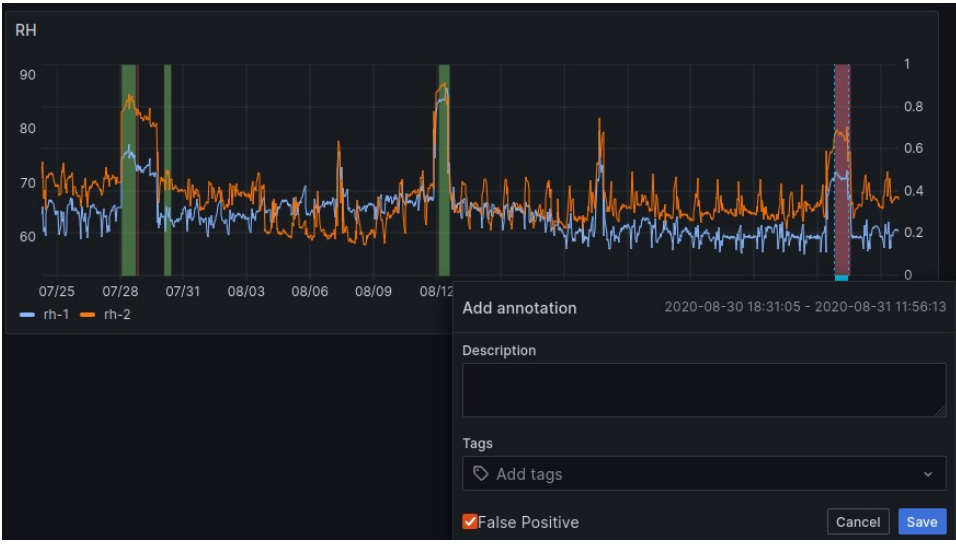 RH
90
80
70
60
1
0.8
0.6
0.4
0.2
0
07/25 07/28 07/31 08/03 08/06 08/09 08/12
rh-1 rh-2
Add annotation 2020-08-30 18:31:05 - 2020-08-31 11:56:13
Description
Tags
Add tags
False Positive Cancel Save